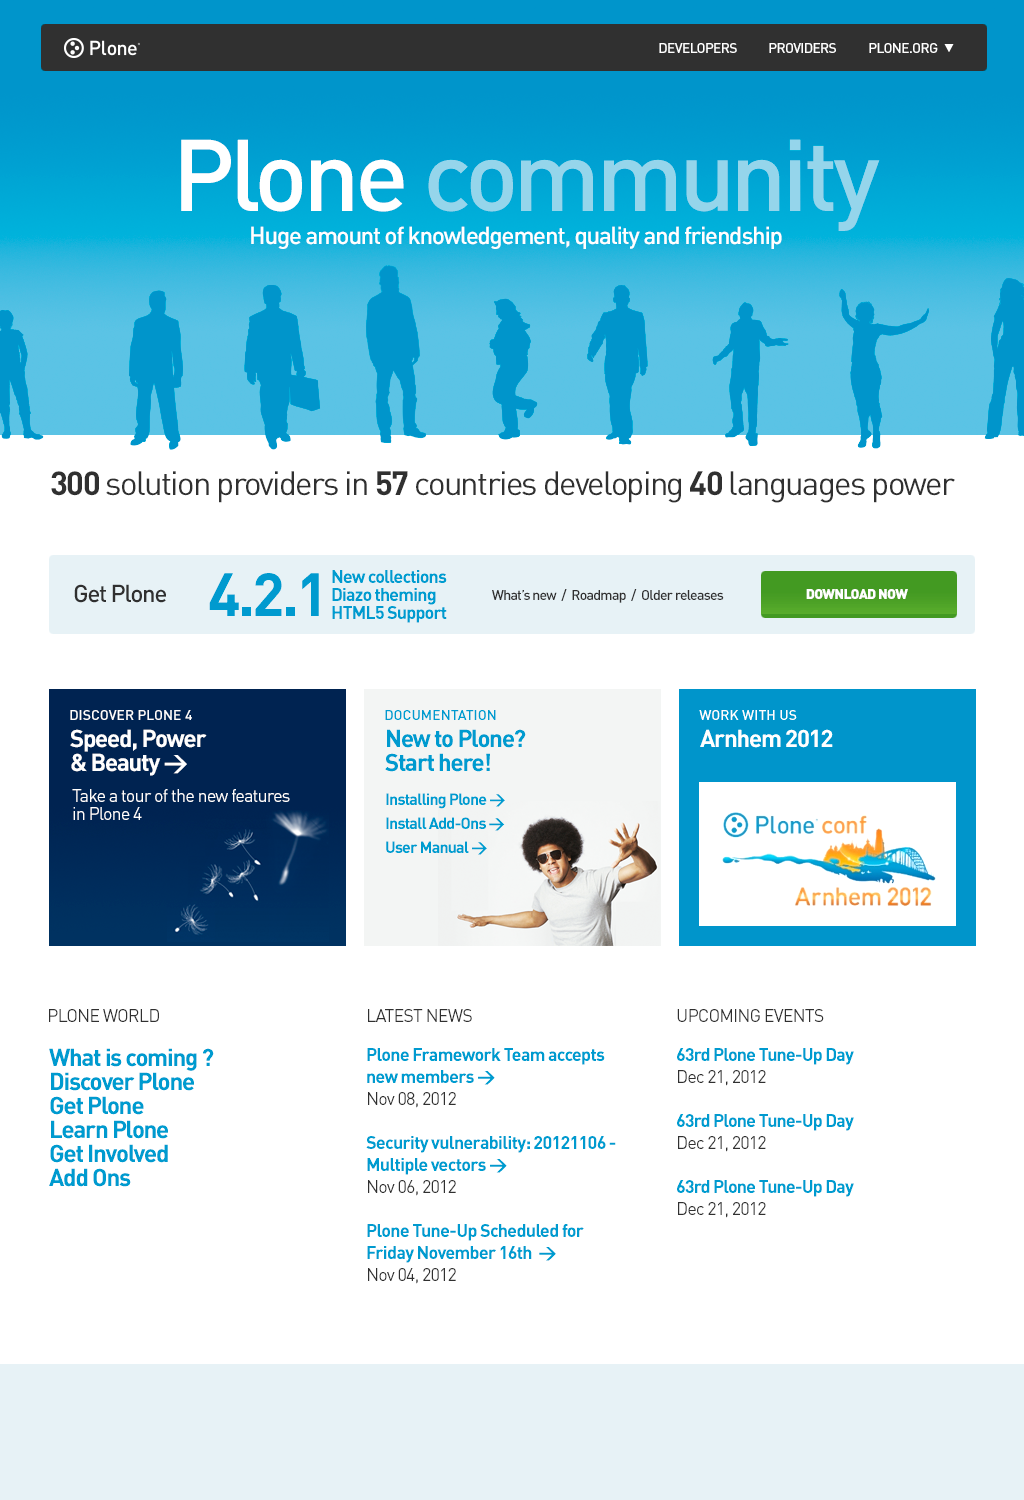 Plone
DEVELOPERS
PROVIDERS
PLONE.ORG ▼
Plone community
Huge amount of knowledgement, quality and friendship
300 solution providers in 57 countries developing 40 languages power
Get Plone
4.2.1
New collections
Diazo theming
HTML5 Support
What's new / Roadmap / Older releases
DOWNLOAD NOW
DISCOVER PLONE 4
Speed, Power
& Beauty →
Take a tour of the new features
in Plone 4
DOCUMENTATION
New to Plone?
Start here!
Installing Plone →
Install Add-Ons →
User Manual →
WORK WITH US
Arnhem 2012
Plone conf
Arnhem 2012
PLONE WORLD
What is coming ?
Discover Plone
Get Plone
Learn Plone
Get Involved
Add Ons
LATEST NEWS
Plone Framework Team accepts
new members →
Nov 08, 2012
Security vulnerability: 20121106 -
Multiple vectors →
Nov 06, 2012
Plone Tune-Up Scheduled for
Friday November 16th →
Nov 04, 2012
UPCOMING EVENTS
63rd Plone Tune-Up Day
Dec 21, 2012
63rd Plone Tune-Up Day
Dec 21, 2012
63rd Plone Tune-Up Day
Dec 21, 2012